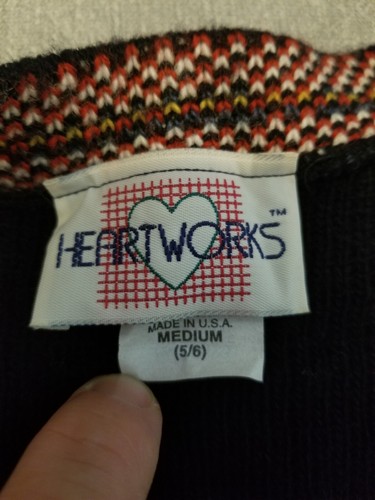 HEARTWORKS™
MADE IN U.S.A.
MEDIUM
(5/6)